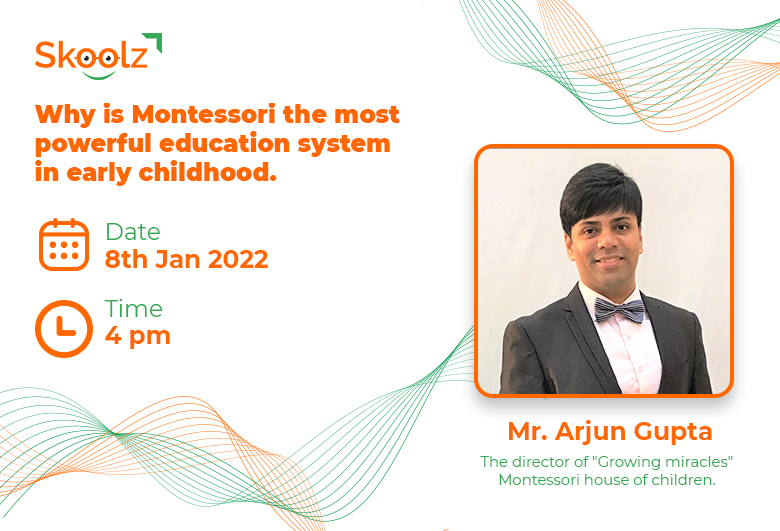 Skoolz
Why is Montessori the most
powerful education system
in early childhood.
Date
8th Jan 2022
Time
4 pm
Mr. Arjun Gupta
The director of "Growing miracles"
Montessori house of children.